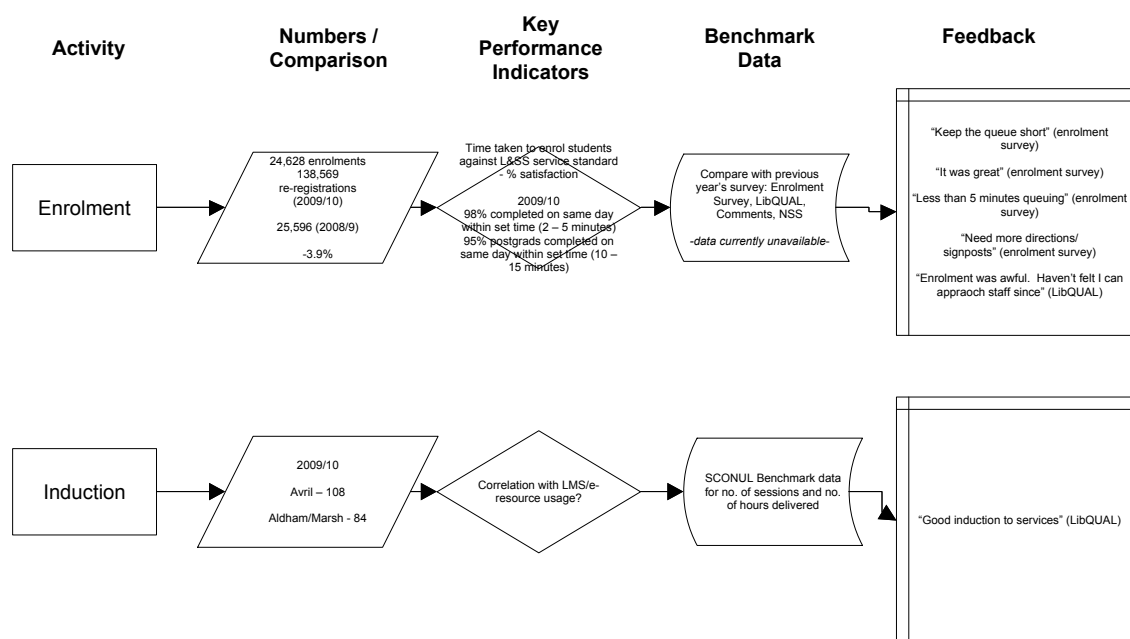 Activity
Numbers /
Comparison
Key
Performance
Indicators
Benchmark
Data
Feedback
Enrolment
24,628 enrolments
138,569
re-registrations
(2009/10)
25,596 (2008/9)
-3.9%
Time taken to enrol students
against L&SS service standard
- % satisfaction
2009/10
98% completed on same day
within set time (2 – 5 minutes)
95% postgrads completed on
same day within set time (10 –
15 minutes)
Compare with previous
year’s survey: Enrolment
Survey, LibQUAL,
Comments, NSS
-data currently unavailable-
“Keep the queue short” (enrolment
survey)
“It was great” (enrolment survey)
“Less than 5 minutes queuing” (enrolment
survey)
“Need more directions/
signposts” (enrolment survey)
“Enrolment was awful. Haven’t felt I can
appraoch staff since” (LibQUAL)
Induction
2009/10
Avril – 108
Aldham/Marsh - 84
Correlation with LMS/e-
resource usage?
SCONUL Benchmark data
for no. of sessions and no.
of hours delivered
“Good induction to services” (LibQUAL)